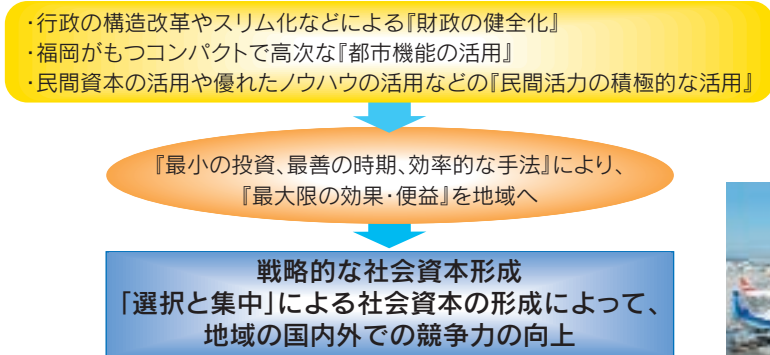 ・行政の構造改革やスリム化などによる『財政の健全化』
・福岡がもつコンパクトで高次な『都市機能の活用』
・民間資本の活用や優れたノウハウの活用などの『民間活力の積極的な活用』
『最小の投資、最善の時期、効率的な手法』により、
『最大限の効果・便益』を地域へ
戦略的な社会資本形成
「選択と集中」による社会資本の形成によって、
地域の国内外での競争力の向上